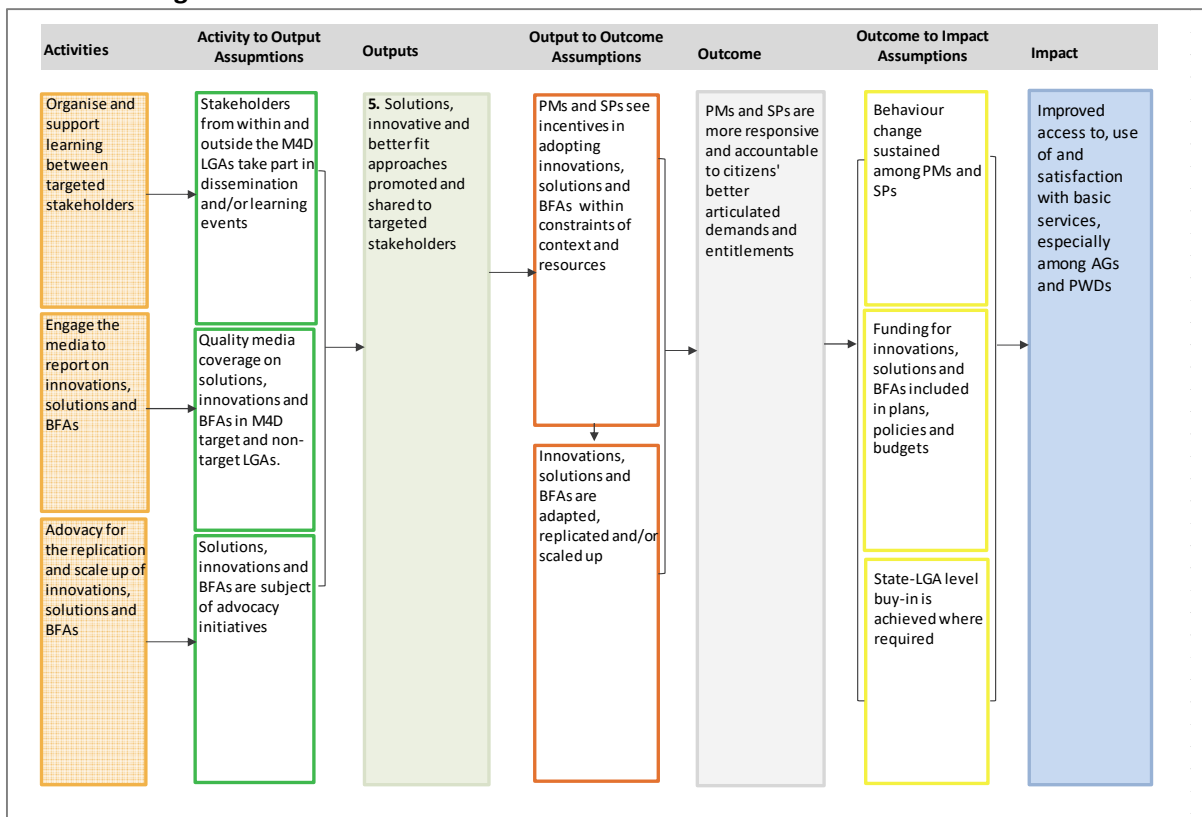 Activities
Activity to Output
Assupmtions
Outputs
Output to Outcome
Assumptions
Outcome
Outcome to Impact
Assumptions
Impact
Organise and
support
learning
between
targeted
stakeholders
Stakeholders
from within and
outside the M4D
LGAs take part in
dissemination
and/or learning
events
5. Solutions,
innovative and
better fit
approaches
promoted and
shared to
targeted
stakeholders
PMs and SPs see
incentives in
adopting
innovations,
solutions and
BFAs within
constraints of
context and
resources
PMs and SPs are
more responsive
and accountable
to citizens'
better
articulated
demands and
entitlements
Behaviour
change
sustained
among PMs and
SPs
Improved
access to, use
of and
satisfaction
with basic
services,
especially
among AGs
and PWDs
Engage the
media to
report on
innovations,
solutions and
BFAs
Quality media
coverage on
solutions,
innovations and
BFAs in M4D
target and non-
target LGAs.
Innovations,
solutions and
BFAs are
adapted,
replicated and/or
scaled up
Funding for
innovations,
solutions and
BFAs included
in plans,
policies and
budgets
Adovacy for
the replication
and scale up of
innovations,
solutions and
BFAs
Solutions,
innovations and
BFAs are subject
of advocacy
initiatives
State-LGA level
buy-in is
achieved where
required